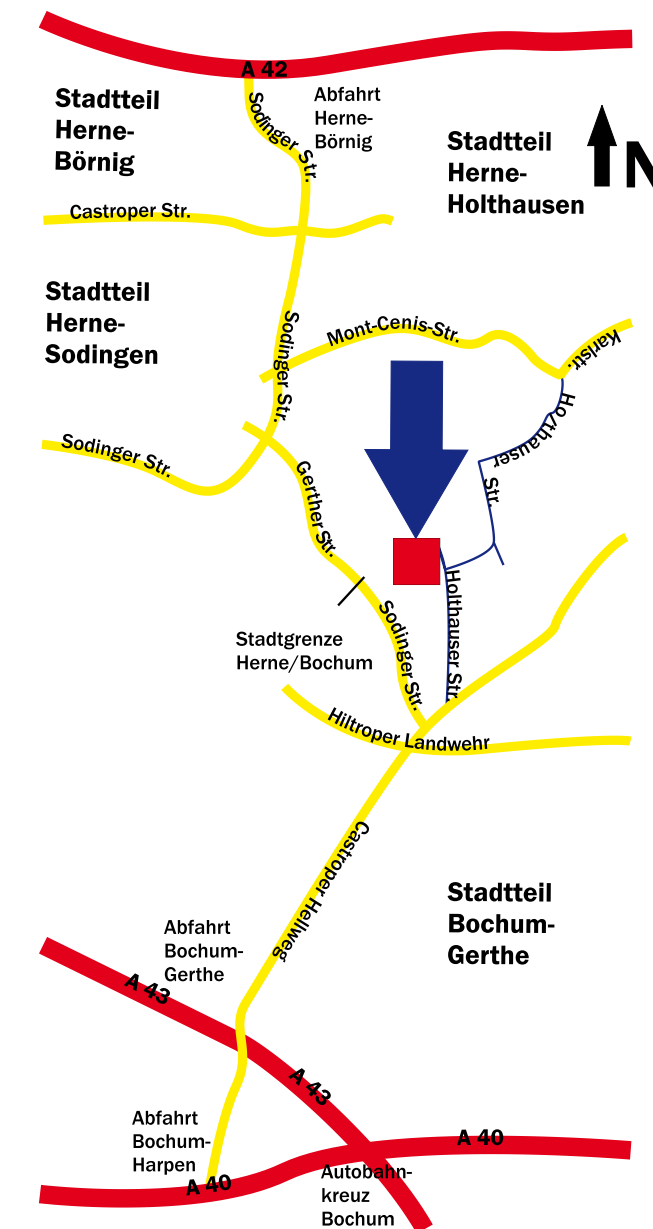 A 42
Abfahrt
Herne-
Börnig
Stadtteil
Herne-
Börnig
Sodinger Str.
Stadtteil
Herne-
Holthausen
N
Castroper Str.
Stadtteil
Herne-
Sodingen
Sodinger Str.
Mont-Cenis-Str.
Karlstr.
Holthauser
Str.
Sodinger Str.
Gerther Str.
Holthauser Str.
Sodinger Str.
Stadtgrenze
Herne/Bochum
Hiltroper Landwehr
Castroper Hellweg
Stadtteil
Bochum-
Gerthe
Abfahrt
Bochum-
Gerthe
A 43
A 43
Abfahrt
Bochum-
Harpen
A 40
A 40
Autobahn-
kreuz
Bochum